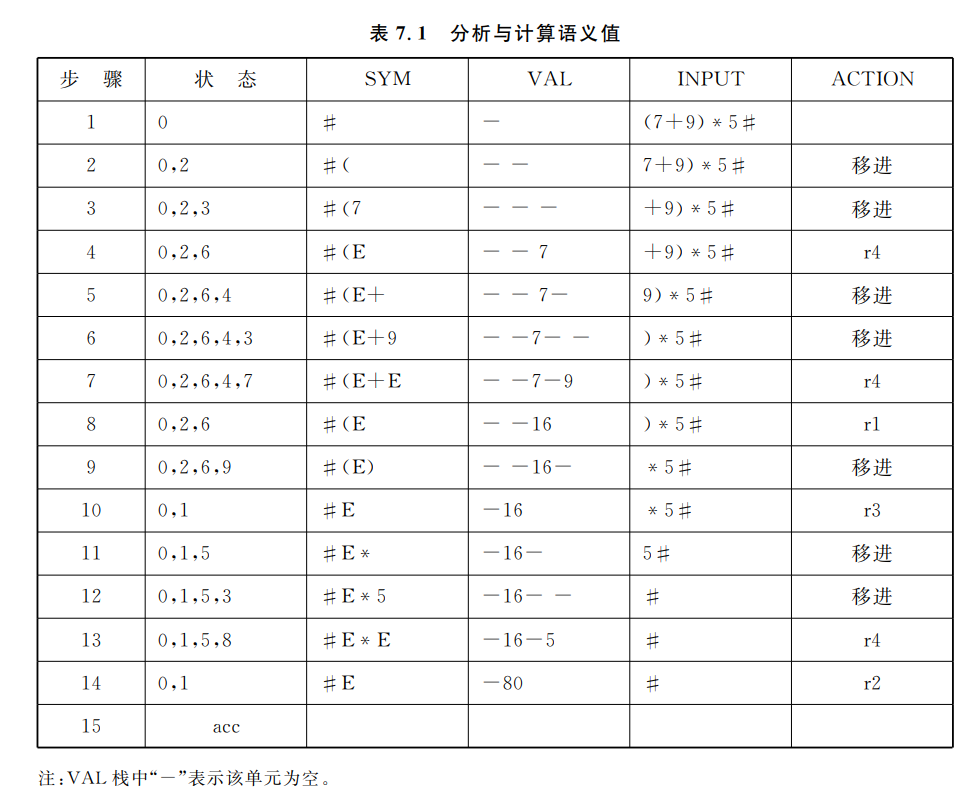 表 7.1 分析与计算语义值
步 骤 状 态 SYM VAL INPUT ACTION
1 0 # — (7+9)*5#
2 0,2 #( — — 7+9)*5# 移进
3 0,2,3 #(7 — — — +9)*5# 移进
4 0,2,6 #(E — — 7 +9)*5# r4
5 0,2,6,4 #(E+ — — 7— 9)*5# 移进
6 0,2,6,4,3 #(E+9 — —7— — )*5# 移进
7 0,2,6,4,7 #(E+E — —7—9 )*5# r4
8 0,2,6 #(E — —16 )*5# r1
9 0,2,6,9 #(E) — —16— *5# 移进
10 0,1 #E —16 *5# r3
11 0,1,5 #E* —16— 5# 移进
12 0,1,5,3 #E*5 —16— — # 移进
13 0,1,5,8 #E*E —16—5 # r4
14 0,1 #E —80 # r2
15 acc
注:VAL 栈中“—”表示该单元为空。